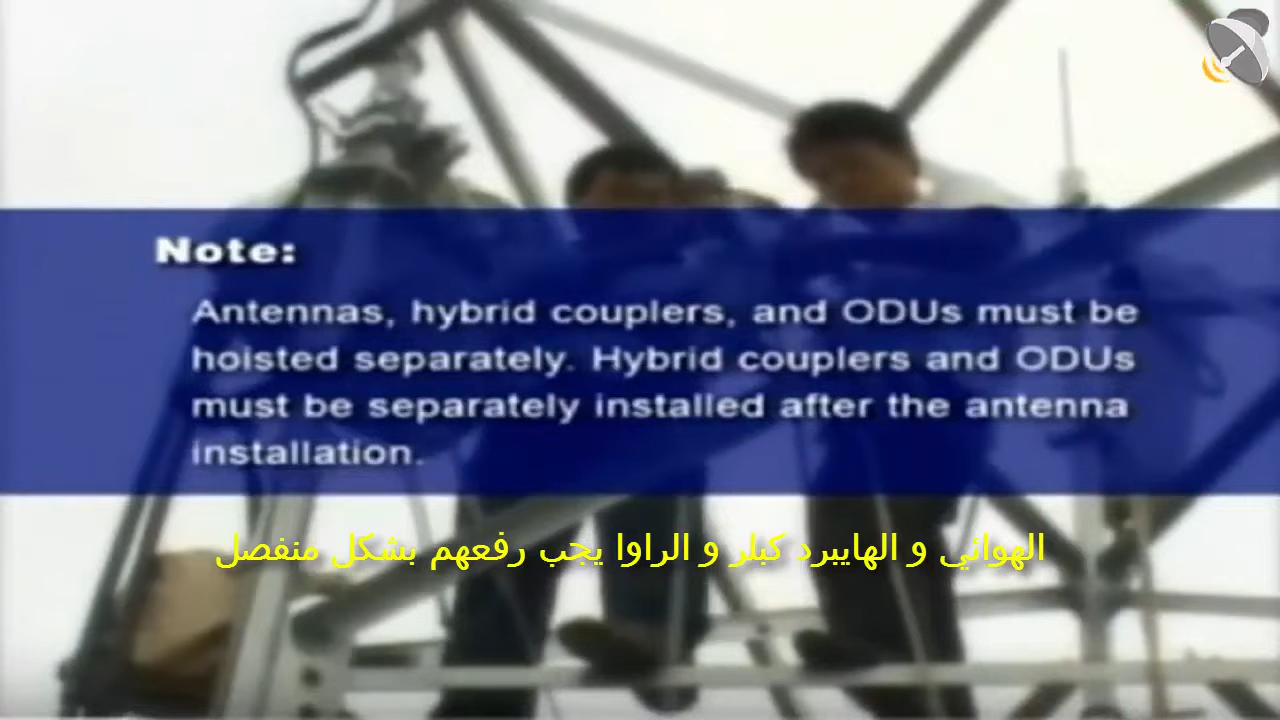 Note:
Antennas, hybrid couplers, and ODUs must be
hoisted separately. Hybrid couplers and ODUs
must be separately installed after the antenna
installation.
الهوائي و الهايبرد كبلر و الراوا يجب رفعهم بشكل منفصل